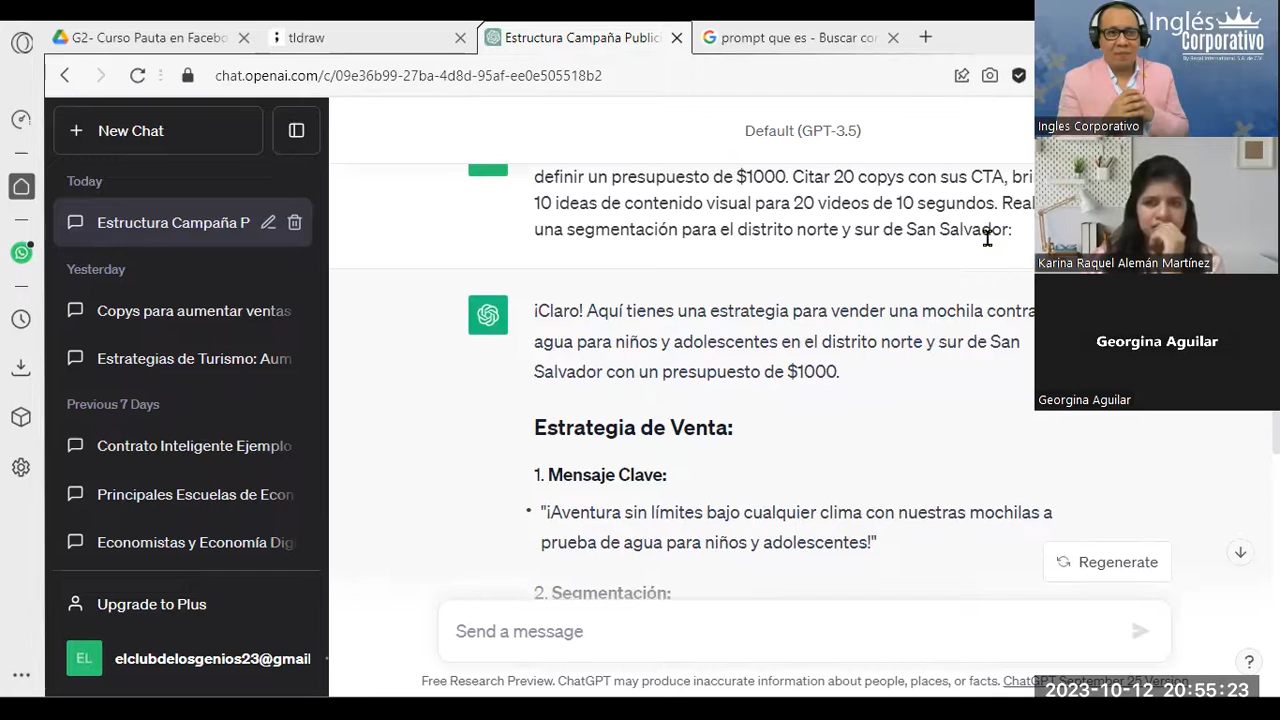 G2- Curso Pauta en Facebo
tldraw
Estructura Campaña Public
prompt que es - Buscar co
chat.openai.com/c/09e36b99-27ba-4d8d-95af-ee0e505518b2
New Chat
Today
Estructura Campaña P
Yesterday
Copys para aumentar ventas
Estrategias de Turismo: Aum
Previous 7 Days
Contrato Inteligente Ejemplo
Principales Escuelas de Econ
Economistas y Economía Dig
Upgrade to Plus
EL
elclubdelosgenios23@gmail
Default (GPT-3.5)
definir un presupuesto de $1000. Citar 20 copys con sus CTA, bri
10 ideas de contenido visual para 20 videos de 10 segundos. Real
una segmentación para el distrito norte y sur de San Salvador:
¡Claro! Aquí tienes una estrategia para vender una mochila contra
agua para niños y adolescentes en el distrito norte y sur de San
Salvador con un presupuesto de $1000.
Estrategia de Venta:
1. Mensaje Clave:
• "¡Aventura sin límites bajo cualquier clima con nuestras mochilas a
prueba de agua para niños y adolescentes!"
2. Segmentación:
Regenerate
Send a message
?
Free Research Preview. ChatGPT may produce inaccurate information about people, places, or facts. ChatGPT September 25 Version
Inglés
Corporativo
Ingles Corporativo
Karina Raquel Alemán Martínez
Georgina Aguilar
Georgina Aguilar
2023-10-12 20:55:23